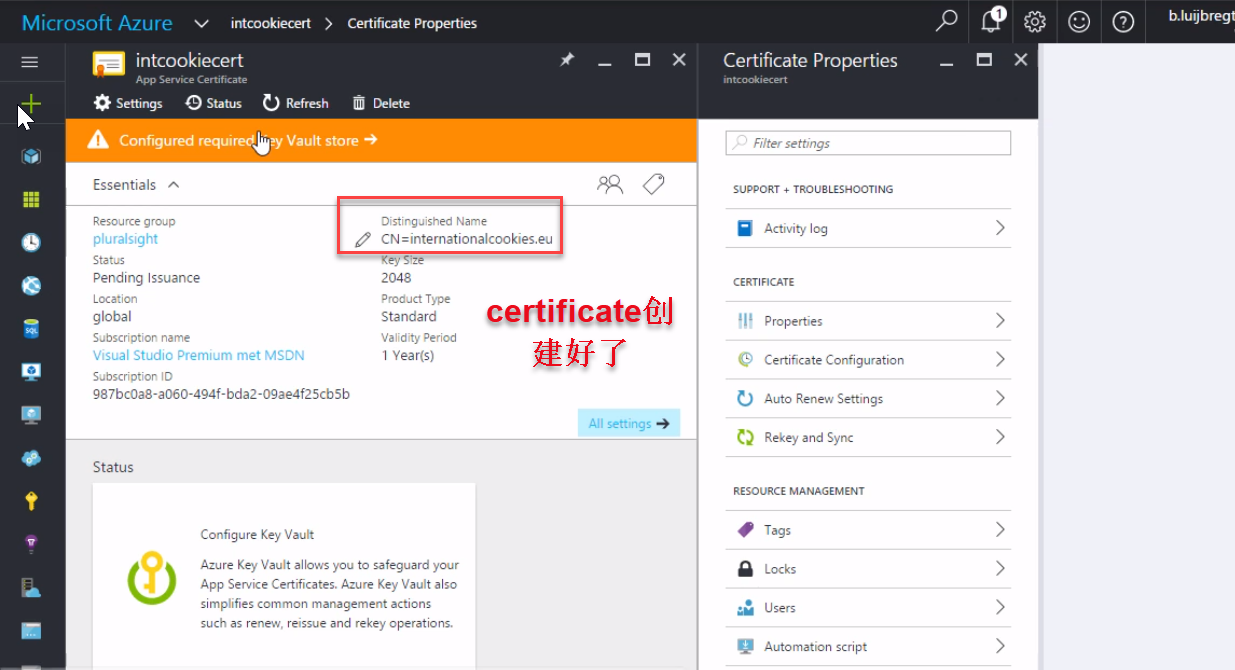 Microsoft Azure
intcookiecert
Certificate Properties
1
b.luijbregt
intcookiecert
App Service Certificate
Settings
Status
Refresh
Delete
Configured required Key Vault store →
Essentials
Resource group
pluralsight
Status
Pending Issuance
Location
global
Subscription name
Visual Studio Premium met MSDN
Subscription ID
987bc0a8-a060-494f-bda2-09ae4f25cb5b
Distinguished Name
CN=internationalcookies.eu
Key Size
2048
Product Type
Standard
Validity Period
1 Year(s)
certificate创
建好了
All settings →
Status
Configure Key Vault
Azure Key Vault allows you to safeguard your
App Service Certificates. Azure Key Vault also
simplifies common management actions
such as renew, reissue and rekey operations.
Certificate Properties
intcookiecert
Filter settings
SUPPORT + TROUBLESHOOTING
Activity log
CERTIFICATE
Properties
Certificate Configuration
Auto Renew Settings
Rekey and Sync
RESOURCE MANAGEMENT
Tags
Locks
Users
Automation script
SQL